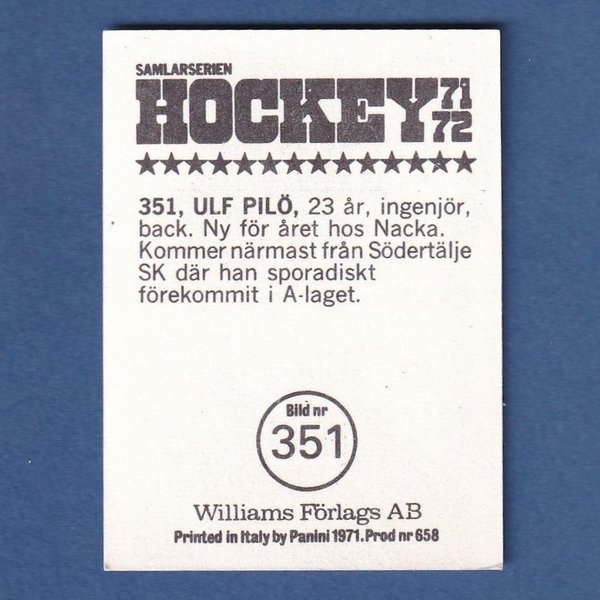 SAMLARSERIEN
HOCKEY 71 72
★★★★★★★★★★★★★★
351, ULF PILÖ, 23 år, ingenjör,
back. Ny för året hos Nacka.
Kommer närmast från Södertälje
SK där han sporadiskt
förekommit i A-laget.
Bild nr
351
Williams Förlags AB
Printed in Italy by Panini 1971. Prod nr 658